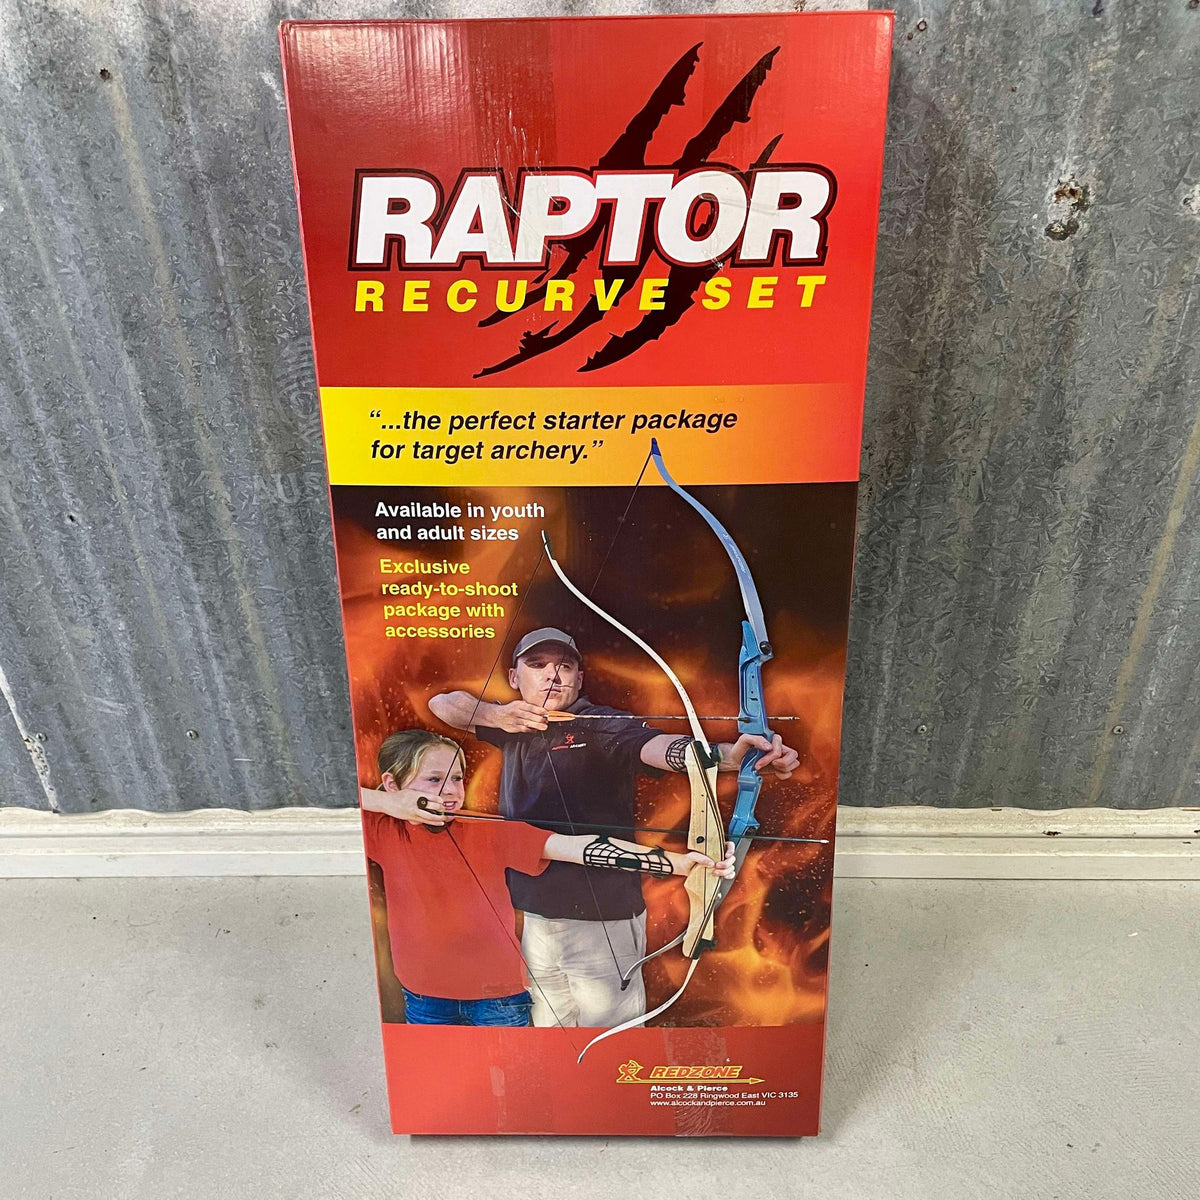 RAPTOR
RECURVE SET
“...the perfect starter package
for target archery.”
Available in youth
and adult sizes
Exclusive
ready-to-shoot
package with
accessories
REDZONE
Alcock & Pierce
PO Box 228 Ringwood East VIC 3135
www.alcockandpierce.com.au